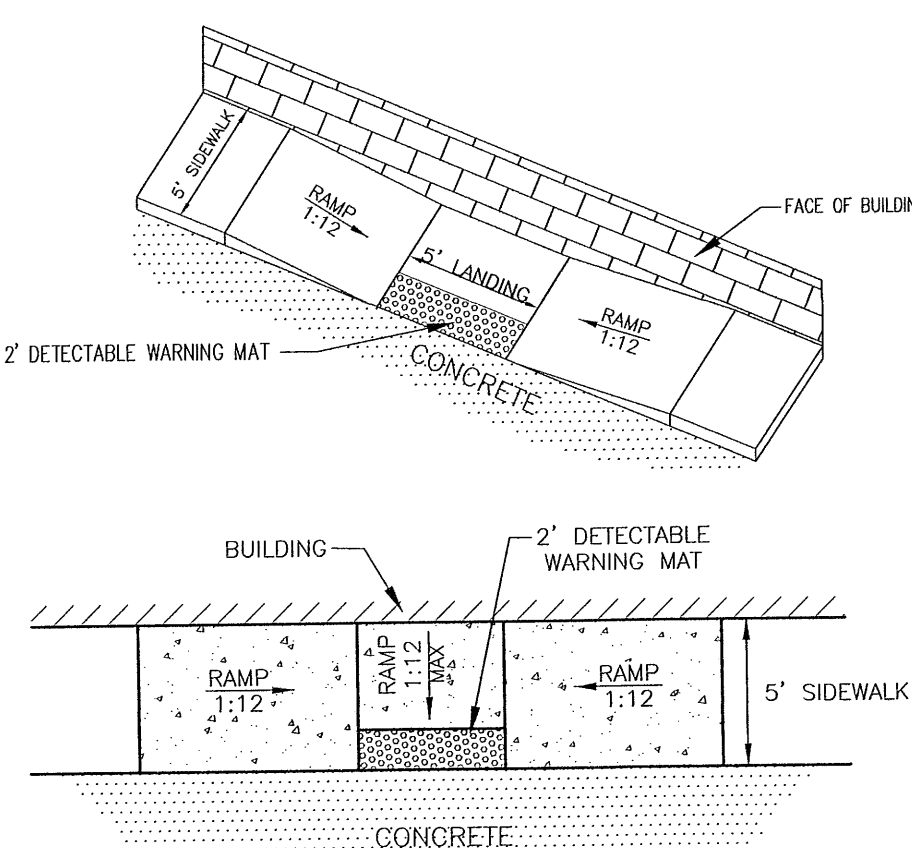 5' SIDEWALK
RAMP
1:12
FACE OF BUILDIN
5' LANDING
RAMP
1:12
2' DETECTABLE WARNING MAT
CONCRETE
BUILDING
2' DETECTABLE
WARNING MAT
RAMP
1:12
RAMP
1:12
MAX
RAMP
1:12
5' SIDEWALK
CONCRETE